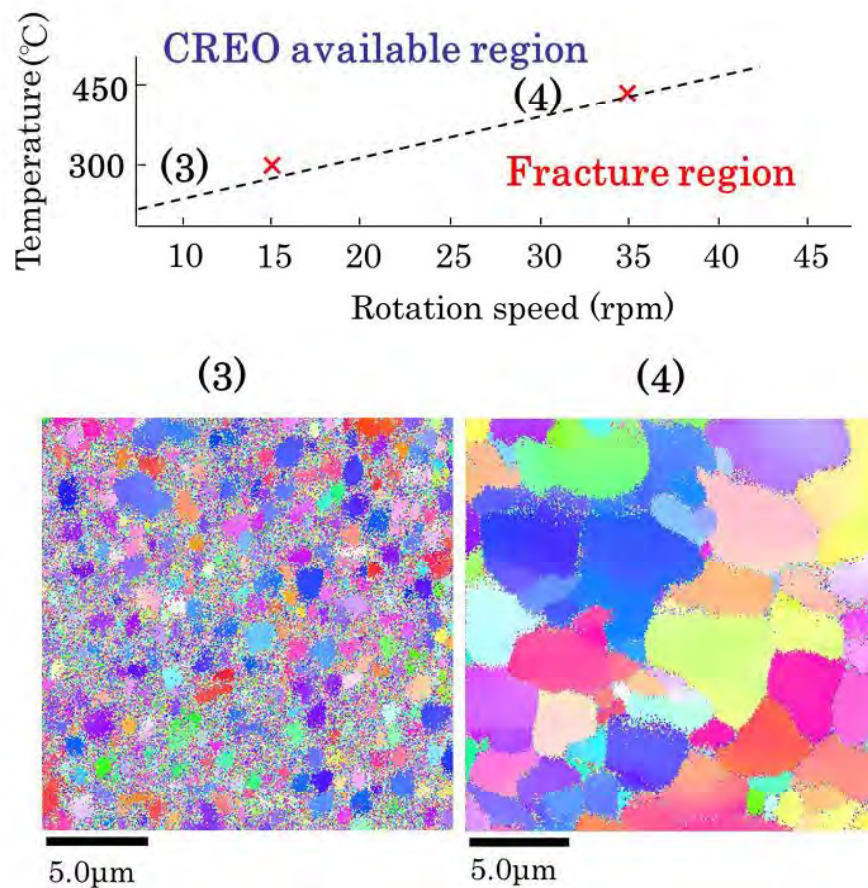 CREO available region
Temperature(℃)
450
300
(3)
(4)
×
×
Fracture region
10 15 20 25 30 35 40 45
Rotation speed (rpm)
(3) (4)
5.0μm 5.0μm